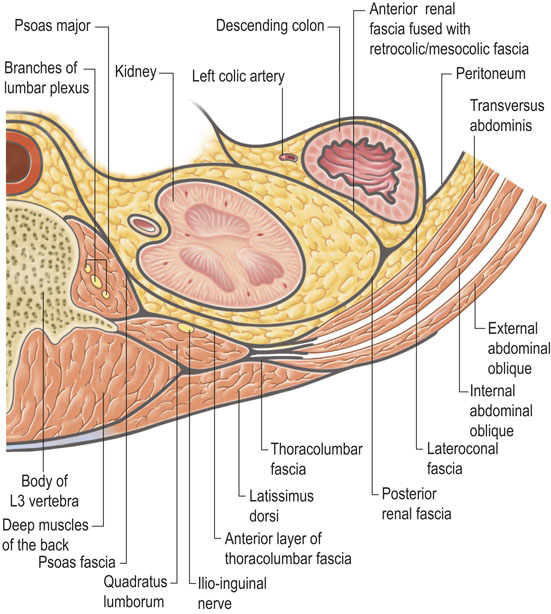 Psoas major
Descending colon
Anterior renal
fascia fused with
retrocolic/mesocolic fascia
Branches of
lumbar plexus
Kidney
Left colic artery
Peritoneum
Transversus
abdominis
External
abdominal
oblique
Internal
abdominal
oblique
Thoracolumbar
fascia
Lateroconal
fascia
Body of
L3 vertebra
Latissimus
dorsi
Posterior
renal fascia
Deep muscles
of the back
Anterior layer of
thoracolumbar fascia
Psoas fascia
Quadratus
lumborum
Ilio-inguinal
nerve